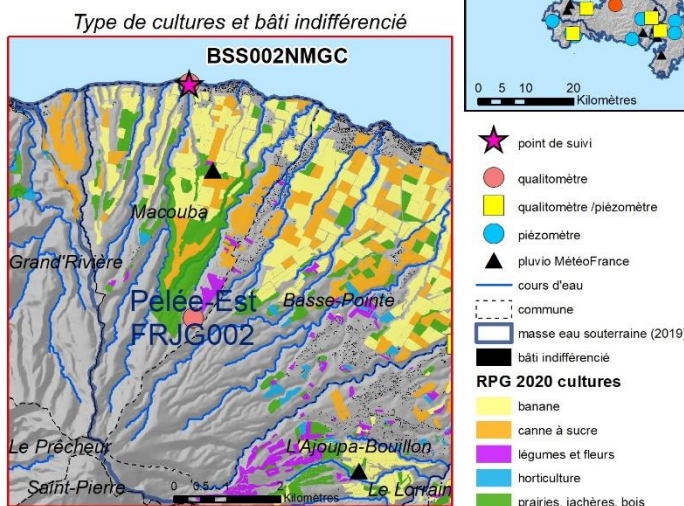 Type de cultures et bâti indifférencié
BSS002NMGC
Macouba
Grand'Rivière
Pelée-Est
FRJG002
Basse-Pointe
Le Prêcheur
L'Ajoupa-Bouillon
Saint-Pierre
Le Lorrain
0 0.5 1 2
Kilomètres
0 5 10 20
Kilomètres
point de suivi
qualitomètre
qualitomètre /piézomètre
piézomètre
pluvio MétéoFrance
cours d'eau
commune
masse eau souterraine (2019)
bâti indifférencié
RPG 2020 cultures
banane
canne à sucre
légumes et fleurs
horticulture
prairies, jachères, bois